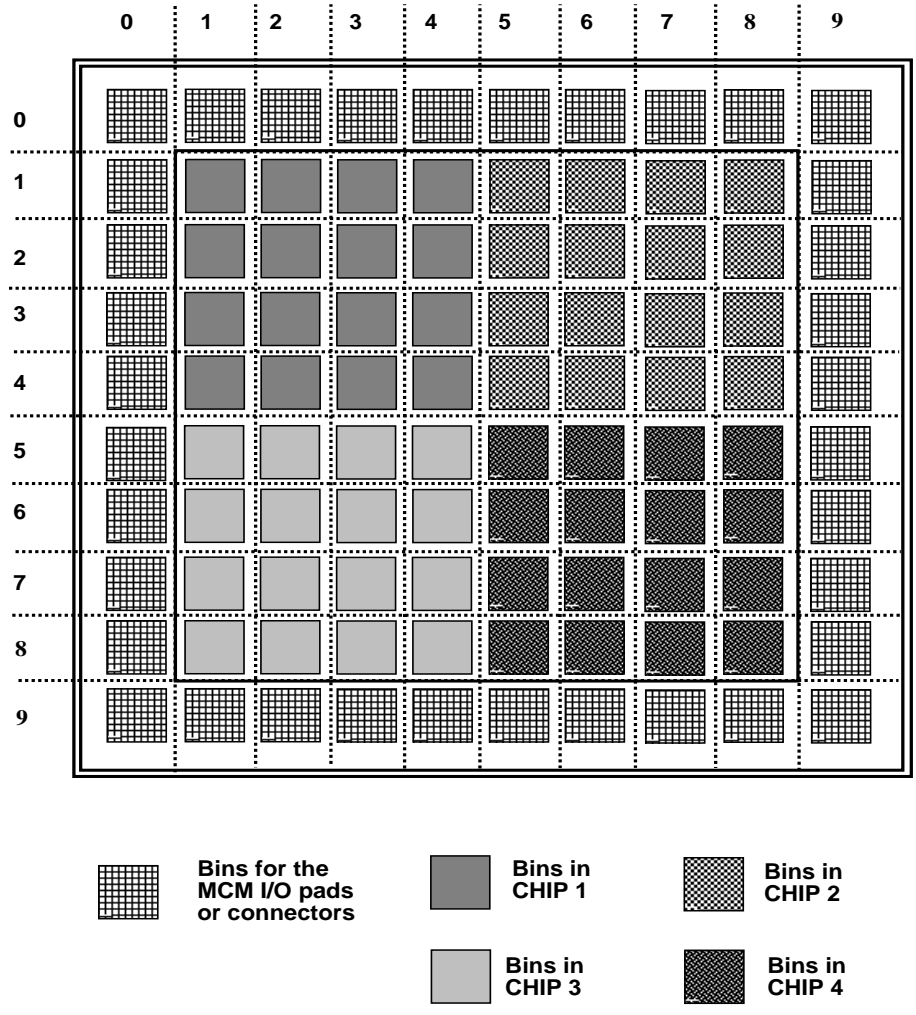 0 1 2 3 4 5 6 7 8 9
0
1
2
3
4
5
6
7
8
9
Bins for the
MCM I/O pads
or connectors
Bins in
CHIP 1
Bins in
CHIP 2
Bins in
CHIP 3
Bins in
CHIP 4